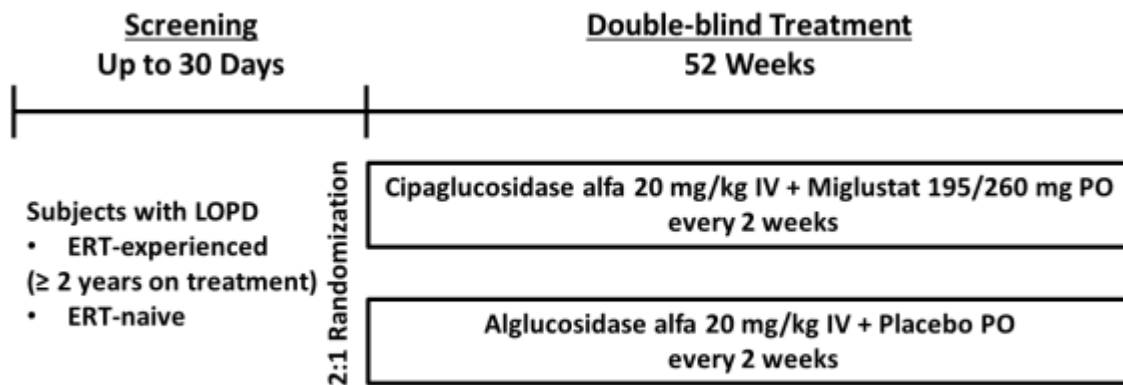 Screening
Up to 30 Days
Double-blind Treatment
52 Weeks
Subjects with LOPD
• ERT-experienced
(≥ 2 years on treatment)
• ERT-naive
2:1 Randomization
Cipaglucosidase alfa 20 mg/kg IV + Miglustat 195/260 mg PO
every 2 weeks
Alglucosidase alfa 20 mg/kg IV + Placebo PO
every 2 weeks